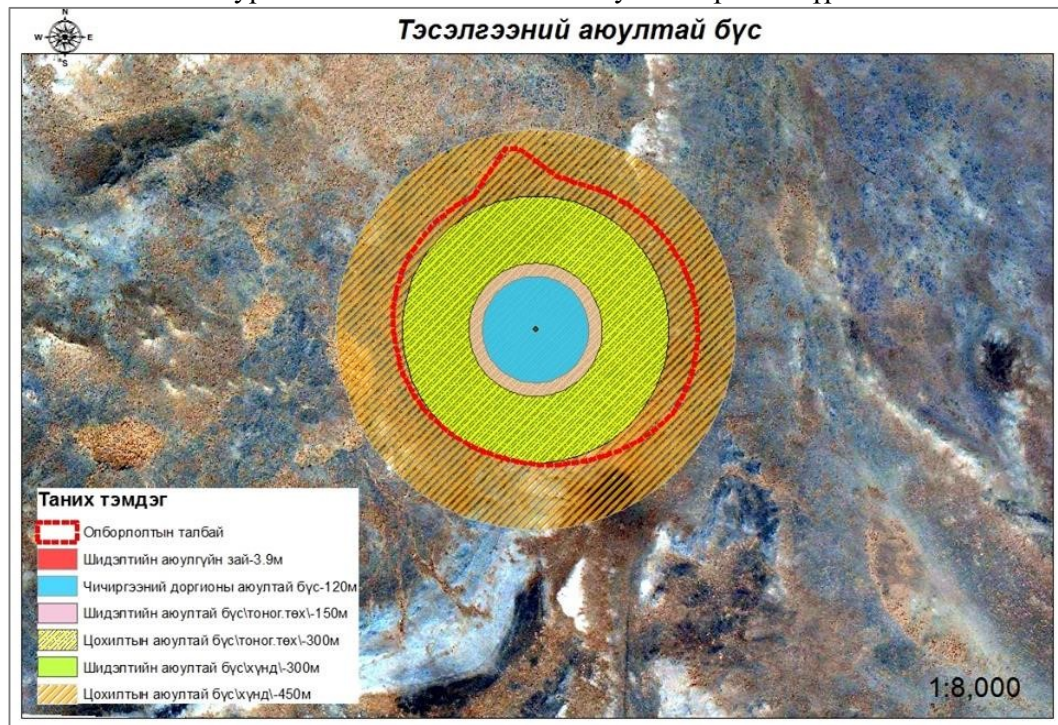 N
W E
S
Тэсэлгээний аюултай бүс
Таних тэмдэг
Олборлолтын талбай
Шидэлтийн аюулгүйн зай-3.9м
Чичиргээний доргионы аюултай бүс-120м
Шидэлтийн аюултай бүс\тоног.төх\-150м
Цохилтын аюултай бүс\тоног.төх\-300м
Шидэлтийн аюултай бүс\хүнд\-300м
Цохилтын аюултай бүс\хүнд\-450м
1:8,000